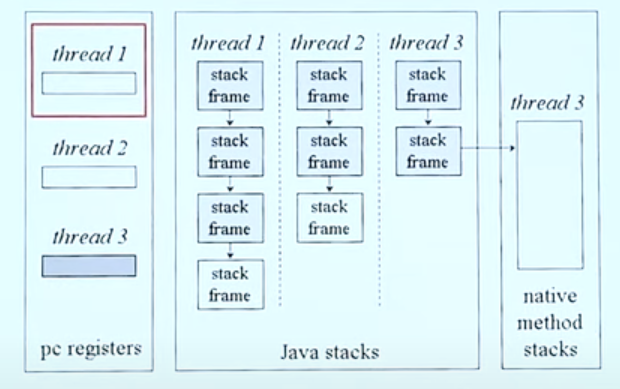 thread 1
thread 2
thread 3
pc registers
thread 1
stack
frame
stack
frame
stack
frame
stack
frame
thread 2
stack
frame
stack
frame
stack
frame
thread 3
stack
frame
stack
frame
Java stacks
thread 3
native
method
stacks